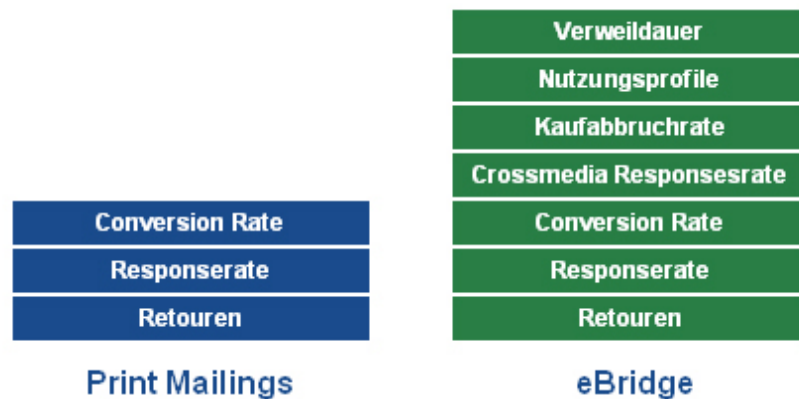 Conversion Rate
Responserate
Retouren
Print Mailings
Verweildauer
Nutzungsprofile
Kaufabbruchrate
Crossmedia Responsesrate
Conversion Rate
Responserate
Retouren
eBridge